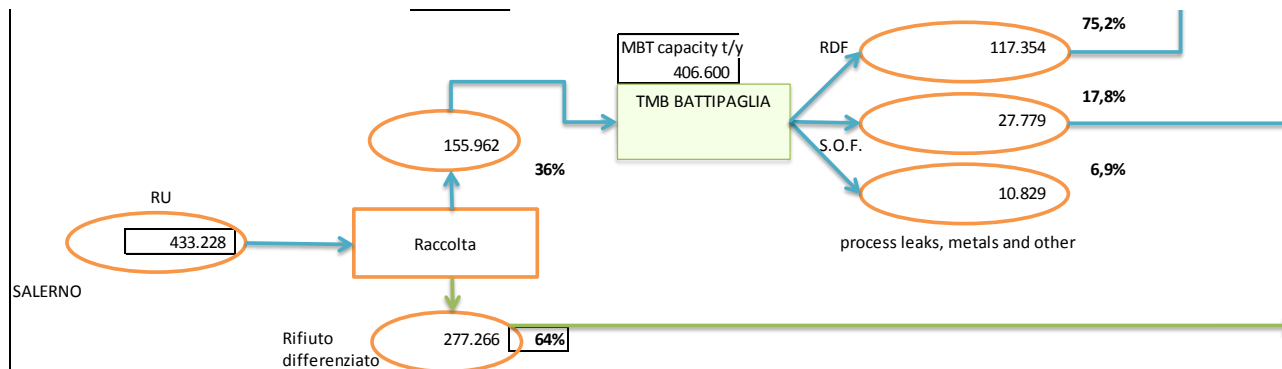 75,2%
MBT capacity t/y
406.600
RDF
117.354
TMB BATTIPAGLIA
17,8%
27.779
155.962
S.O.F.
36%
6,9%
10.829
RU
433.228
Raccolta
process leaks, metals and other
SALERNO
Rifiuto
differenziato
277.266
64%